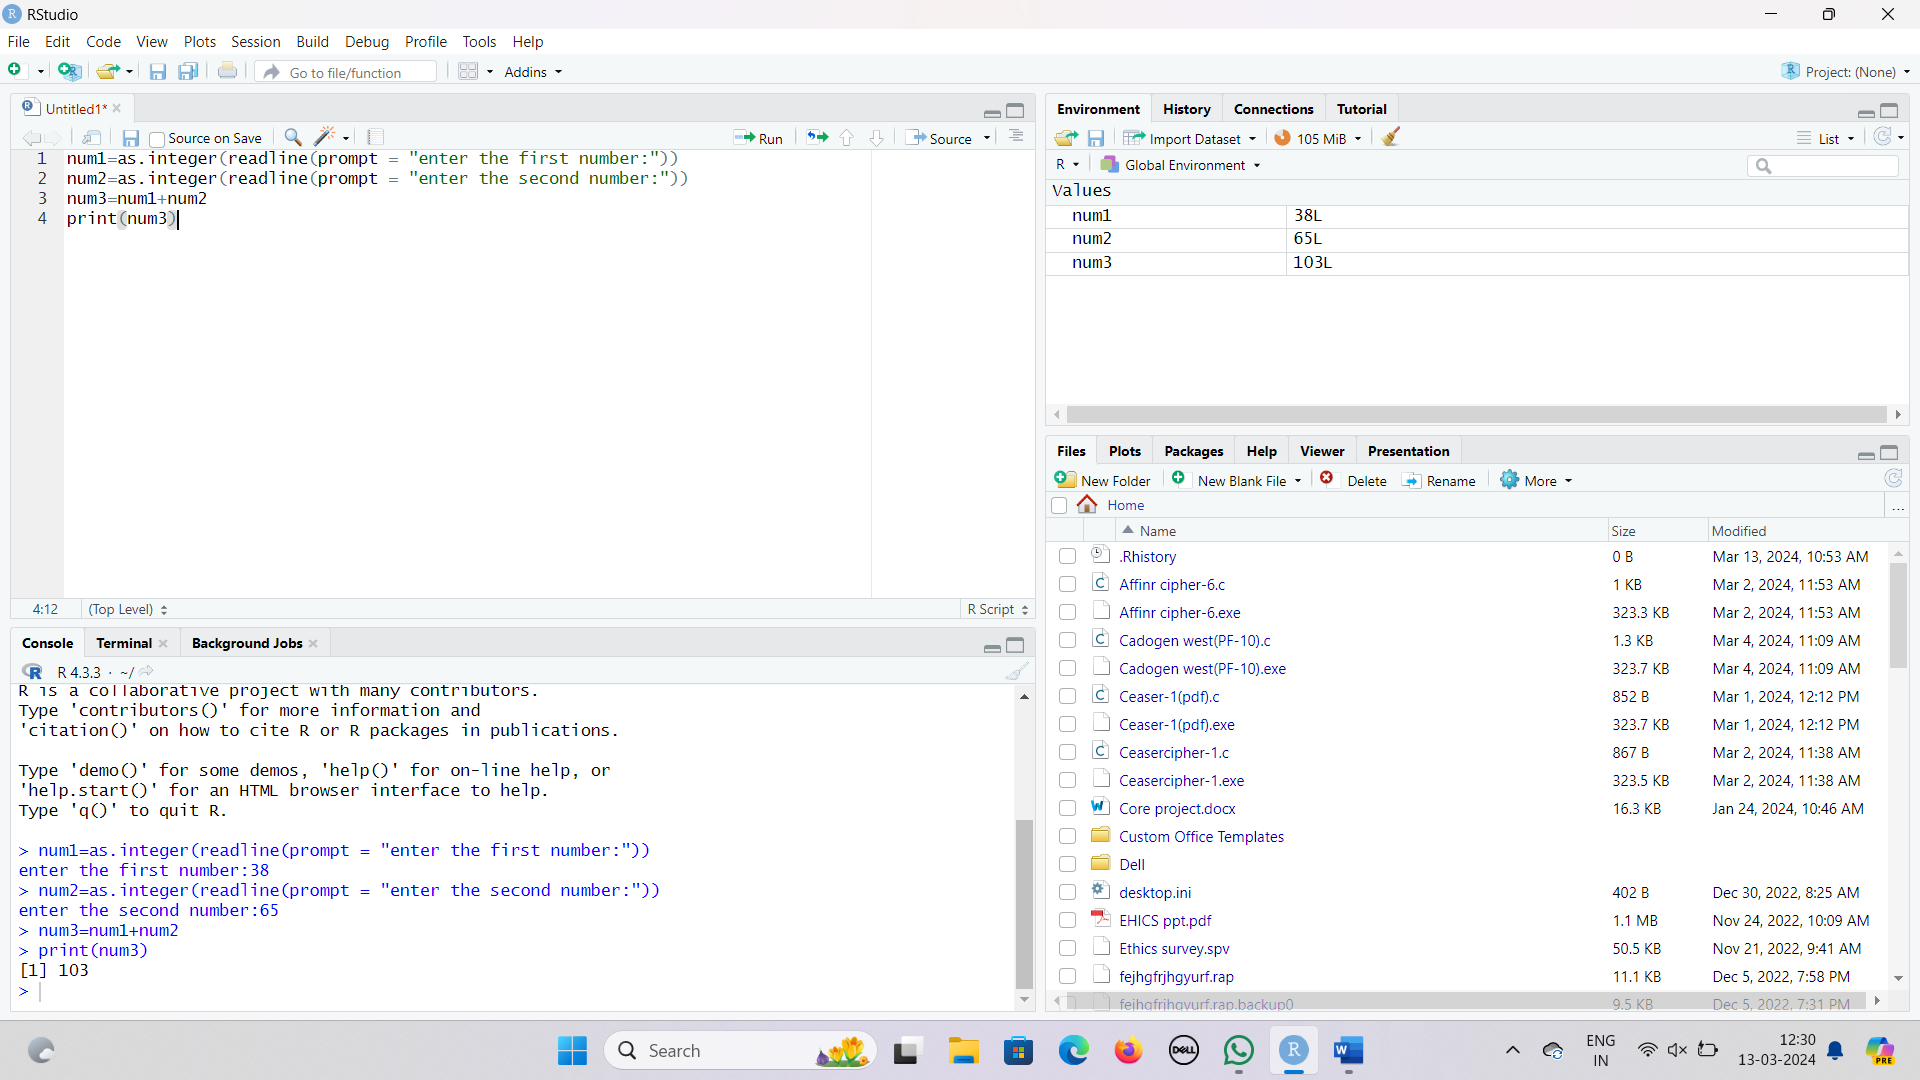 RStudio
File Edit Code View Plots Session Build Debug Profile Tools Help
Go to file/function Addins Project: (None)
Untitled1*
Source on Save Run Source
1 num1=as.integer(readline(prompt = "enter the first number:"))
2 num2=as.integer(readline(prompt = "enter the second number:"))
3 num3=num1+num2
4 print(num3)
4:12 (Top Level) R Script
Console Terminal Background Jobs
R 4.3.3 · ~/
R is a collaborative project with many contributors.
Type 'contributors()' for more information and
'citation()' on how to cite R or R packages in publications.
Type 'demo()' for some demos, 'help()' for on-line help, or
'help.start()' for an HTML browser interface to help.
Type 'q()' to quit R.
> num1=as.integer(readline(prompt = "enter the first number:"))
enter the first number:38
> num2=as.integer(readline(prompt = "enter the second number:"))
enter the second number:65
> num3=num1+num2
> print(num3)
[1] 103
>
Environment History Connections Tutorial
Import Dataset 105 MiB List
R Global Environment
Values
num1 38L
num2 65L
num3 103L
Files Plots Packages Help Viewer Presentation
New Folder New Blank File Delete Rename More
Home ...
Name Size Modified
.Rhistory 0 B Mar 13, 2024, 10:53 AM
Affinr cipher-6.c 1 KB Mar 2, 2024, 11:53 AM
Affinr cipher-6.exe 323.3 KB Mar 2, 2024, 11:53 AM
Cadogen west(PF-10).c 1.3 KB Mar 4, 2024, 11:09 AM
Cadogen west(PF-10).exe 323.7 KB Mar 4, 2024, 11:09 AM
Ceaser-1(pdf).c 852 B Mar 1, 2024, 12:12 PM
Ceaser-1(pdf).exe 323.7 KB Mar 1, 2024, 12:12 PM
Ceasercipher-1.c 867 B Mar 2, 2024, 11:38 AM
Ceasercipher-1.exe 323.5 KB Mar 2, 2024, 11:38 AM
Core project.docx 16.3 KB Jan 24, 2024, 10:46 AM
Custom Office Templates
Dell
desktop.ini 402 B Dec 30, 2022, 8:25 AM
EHICS ppt.pdf 1.1 MB Nov 24, 2022, 10:09 AM
Ethics survey.spv 50.5 KB Nov 21, 2022, 9:41 AM
fejhgfrjhgyurf.rap 11.1 KB Dec 5, 2022, 7:58 PM
fejhgfrjhgyurf.rap.backup0 9.5 KB Dec 5, 2022, 7:31 PM
Search DELL ENG 12:30
IN 13-03-2024 PRE